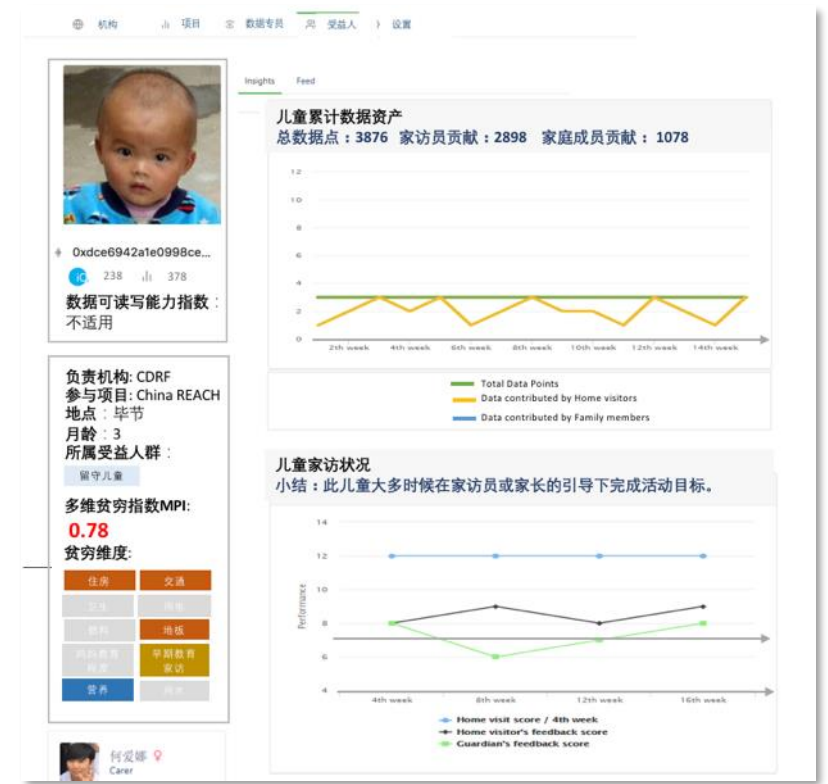 机构 项目 数据专员 受益人 设置
Insights Feed
0xdce6942a1e0998ce...
iC 238 378
数据可读写能力指数：
不适用
负责机构: CDRF
参与项目: China REACH
地点：毕节
月龄：3
所属受益人群：
留守儿童
多维贫穷指数MPI:
0.78
贫穷维度:
住房 交通
卫生
燃料 地板
早期教育
程度 家访
营养
何爱娜
Carer
儿童累计数据资产
总数据点：3876 家访员贡献：2898 家庭成员贡献： 1078
12
10
8
6
4
2
0
2th week 4th week 6th week 8th week 10th week 12th week 14th week
Total Data Points
Data contributed by Home visitors
Data contributed by Family members
儿童家访状况
小结：此儿童大多时候在家访员或家长的引导下完成活动目标。
14
12
10
8
6
4
Performance
4th week 8th week 12th week 16th week
Home visit score / 4th week
Home visitor's feedback score
Guardian's feedback score